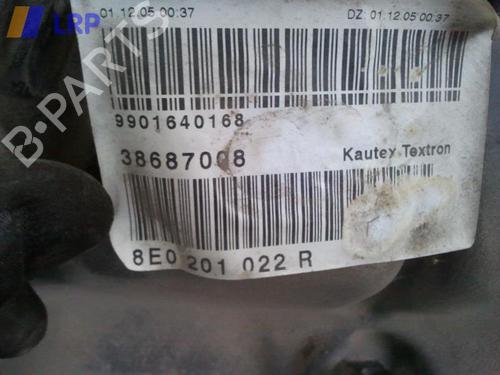 LRP
B-PARTS
01.12.05 00:37
DZ: 01.12.05 00:37
9901640168
38687008
Kautex Textron
8E0 201 022 R